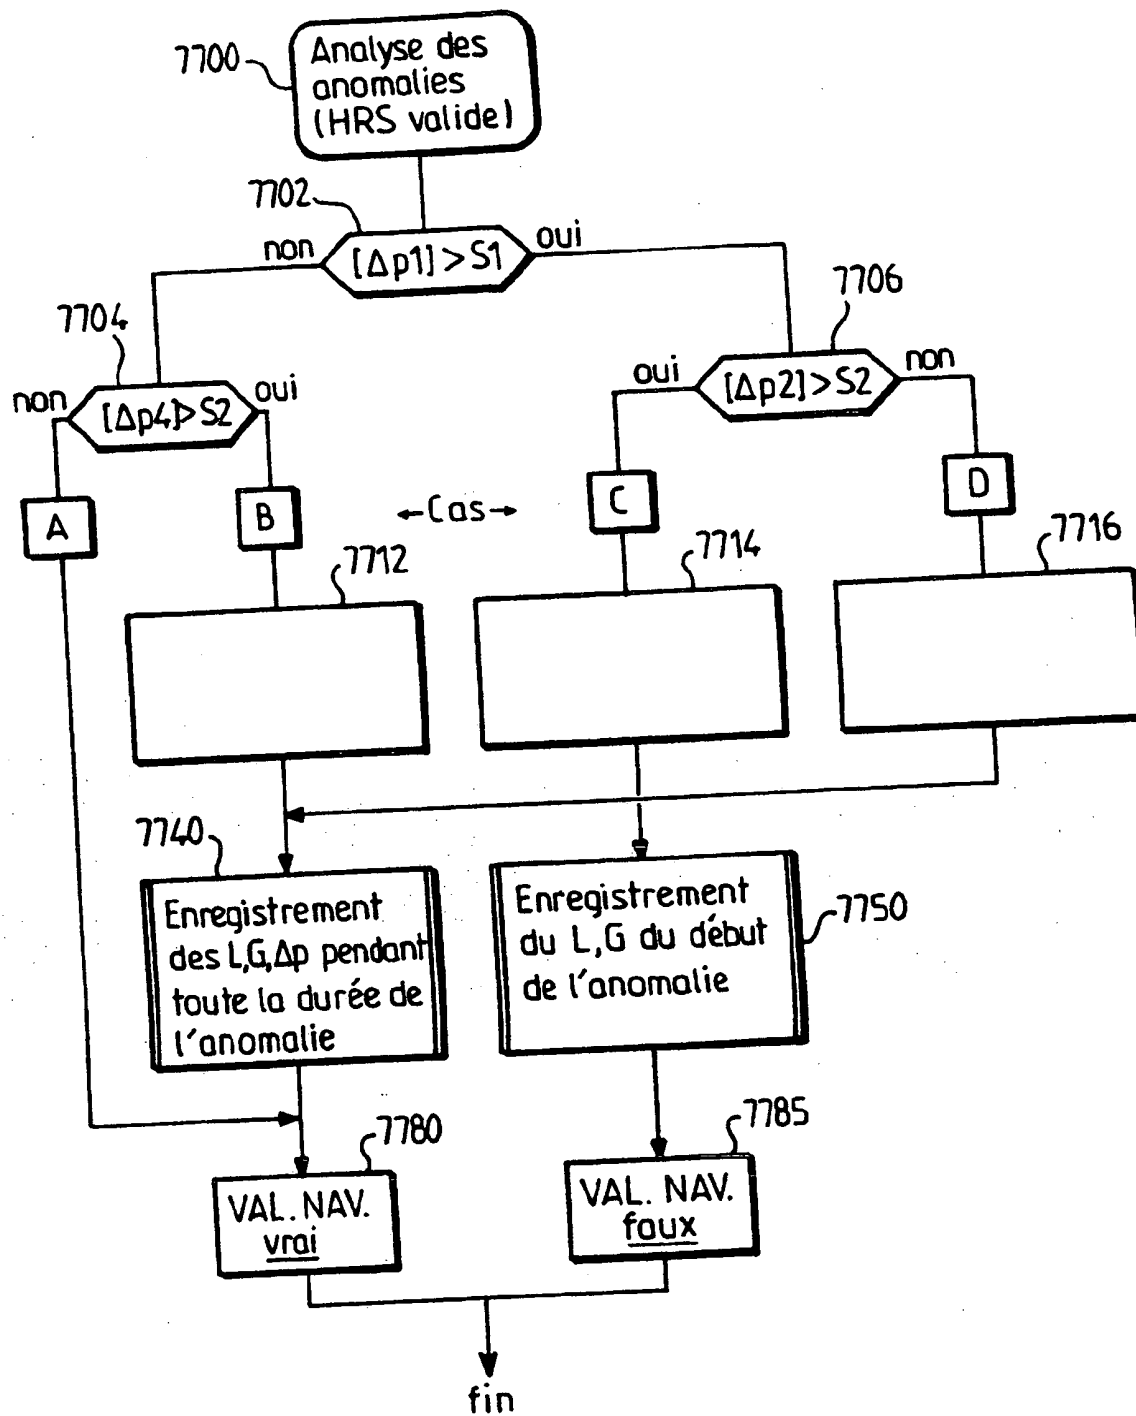 7700
Analyse des
anomalies
(HRS valide)
7702
non
[Δp1]>S1
oui
7704
7706
non
[Δp4]>S2
oui
oui
[Δp2]>S2
non
A
B
←Cas→
C
D
7712
7714
7716
7740
Enregistrement
des L,G,Δp pendant
toute la durée de
l'anomalie
Enregistrement
du L,G du début
de l'anomalie
7750
7780
VAL. NAV.
vrai
7785
VAL. NAV.
faux
fin